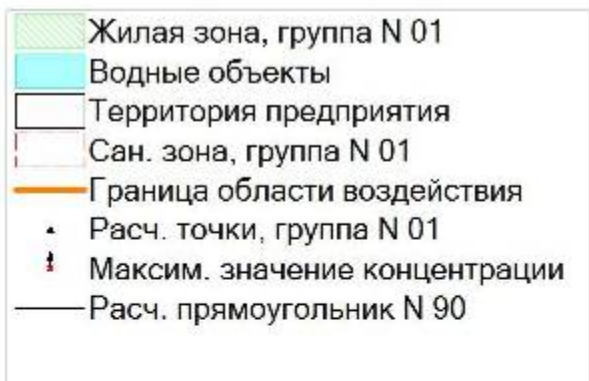 Жилая зона, группа N 01
Водные объекты
Территория предприятия
Сан. зона, группа N 01
Граница области воздействия
Расч. точки, группа N 01
Максим. значение концентрации
Расч. прямоугольник N 90